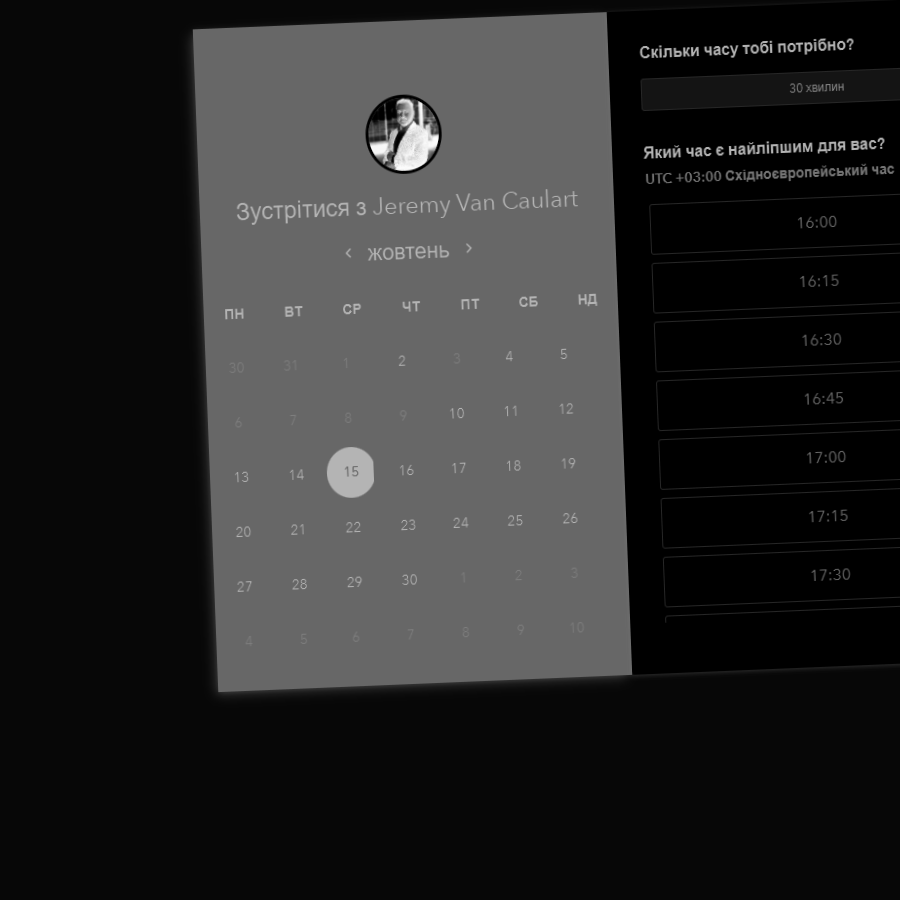 Зустрітися з Jeremy Van Caulart
‹ жовтень ›
ПН ВТ СР ЧТ ПТ СБ НД
30 31 1 2 3 4 5
6 7 8 9 10 11 12
13 14 15 16 17 18 19
20 21 22 23 24 25 26
27 28 29 30 1 2 3
4 5 6 7 8 9 10
Скільки часу тобі потрібно?
30 хвилин
Який час є найліпшим для вас?
UTC +03:00 Східноєвропейський час
16:00
16:15
16:30
16:45
17:00
17:15
17:30